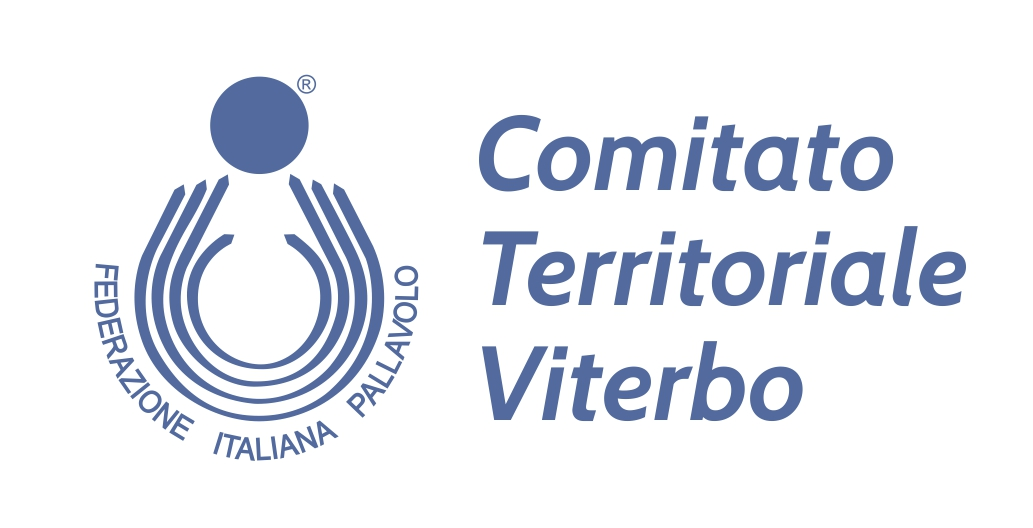 ®
FEDERAZIONE ITALIANA PALLAVOLO
Comitato
Territoriale
Viterbo